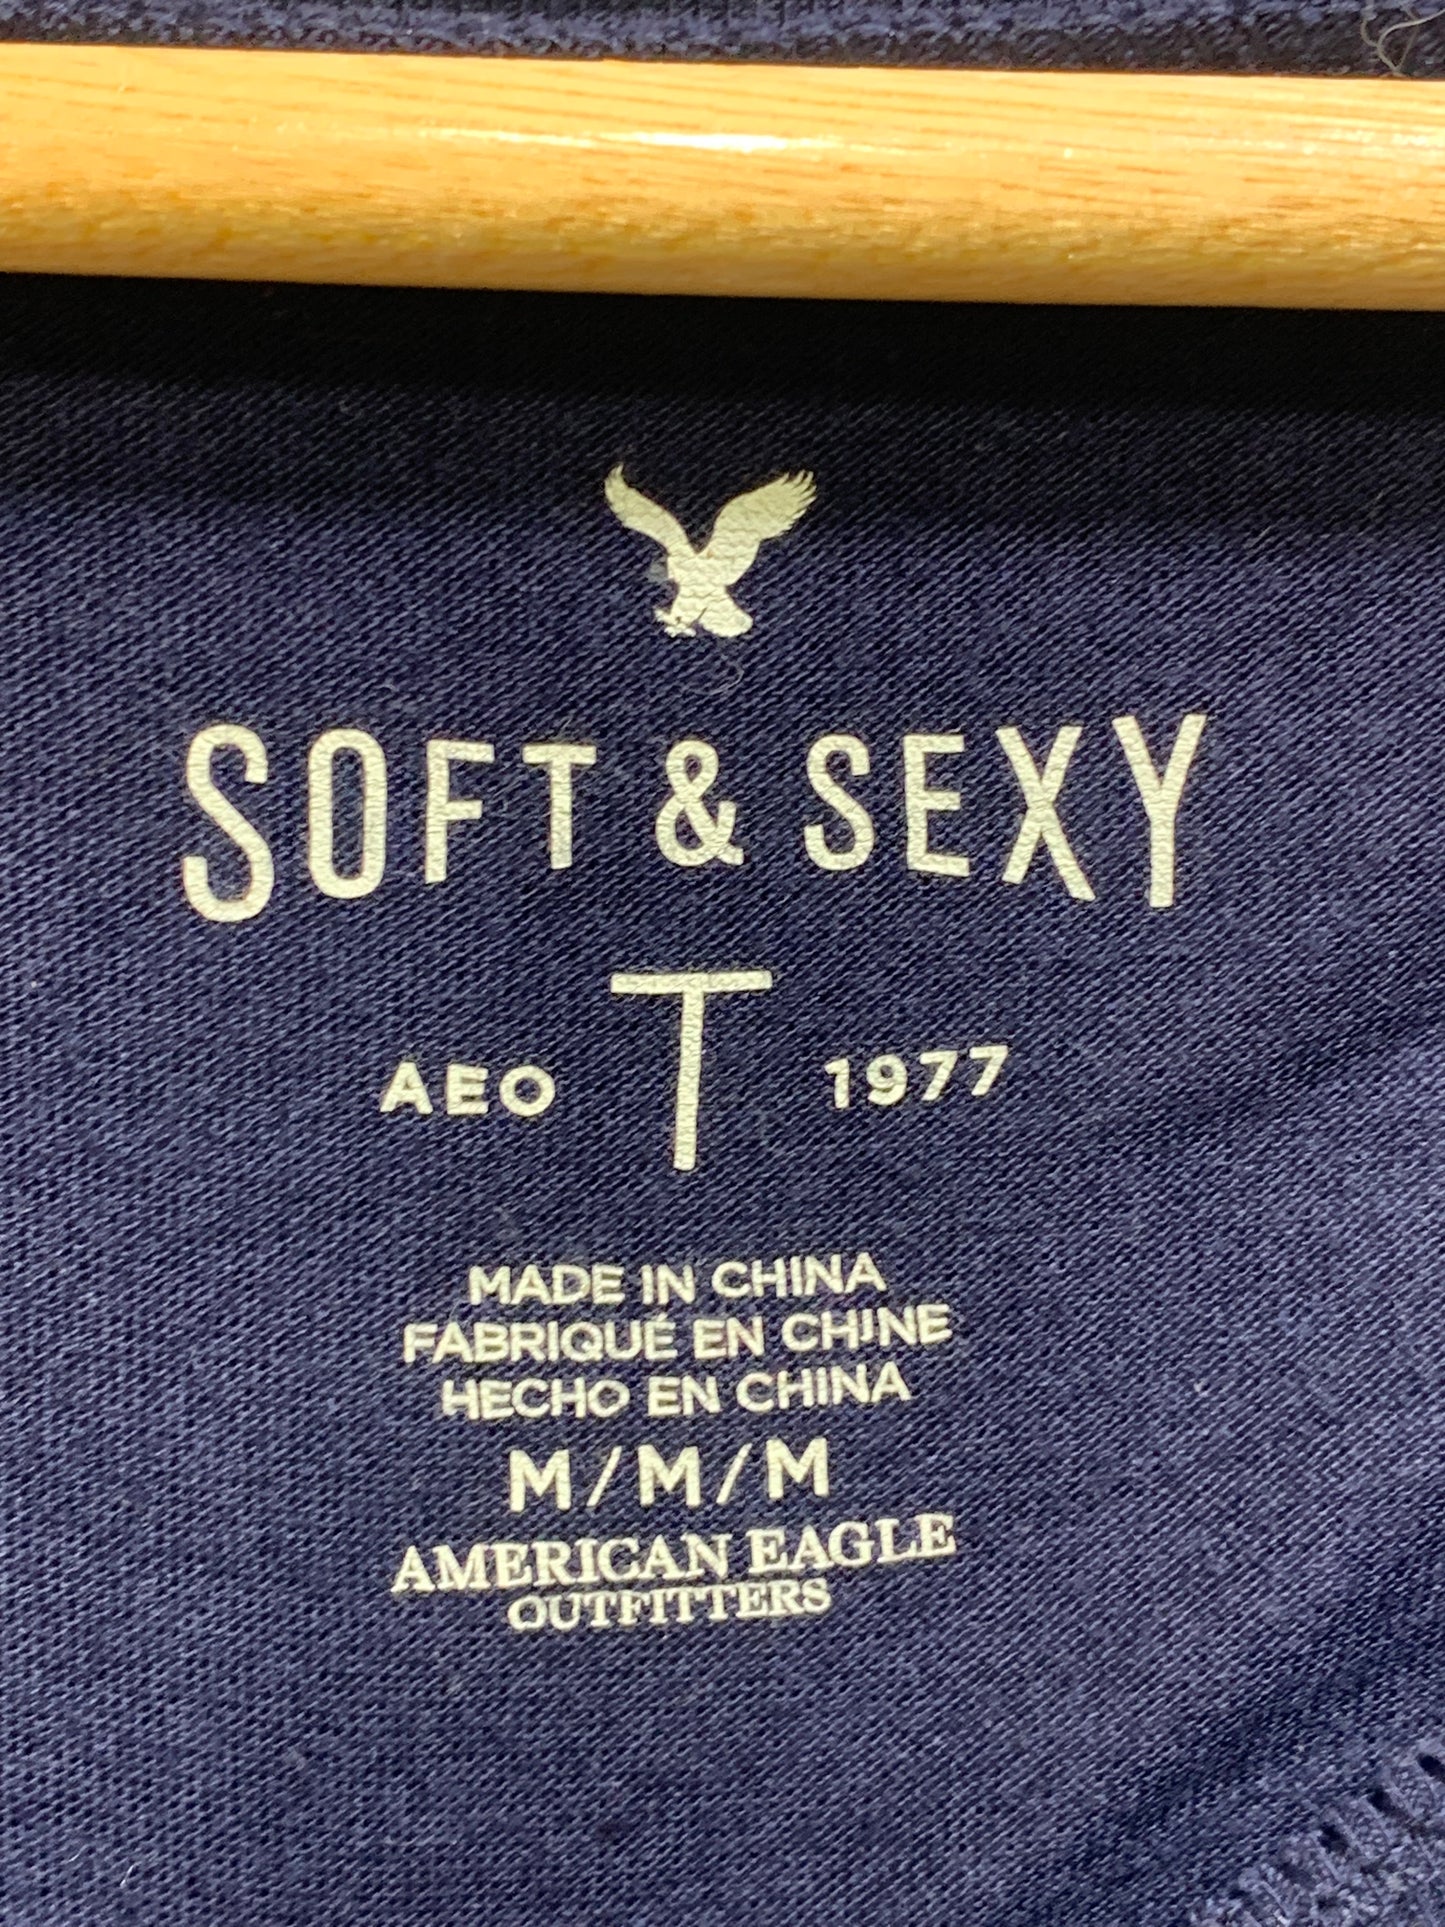 SOFT & SEXY
T
AEO 1977
MADE IN CHINA
FABRIQUÉ EN CHINE
HECHO EN CHINA
M/M/M
AMERICAN EAGLE
OUTFITTERS